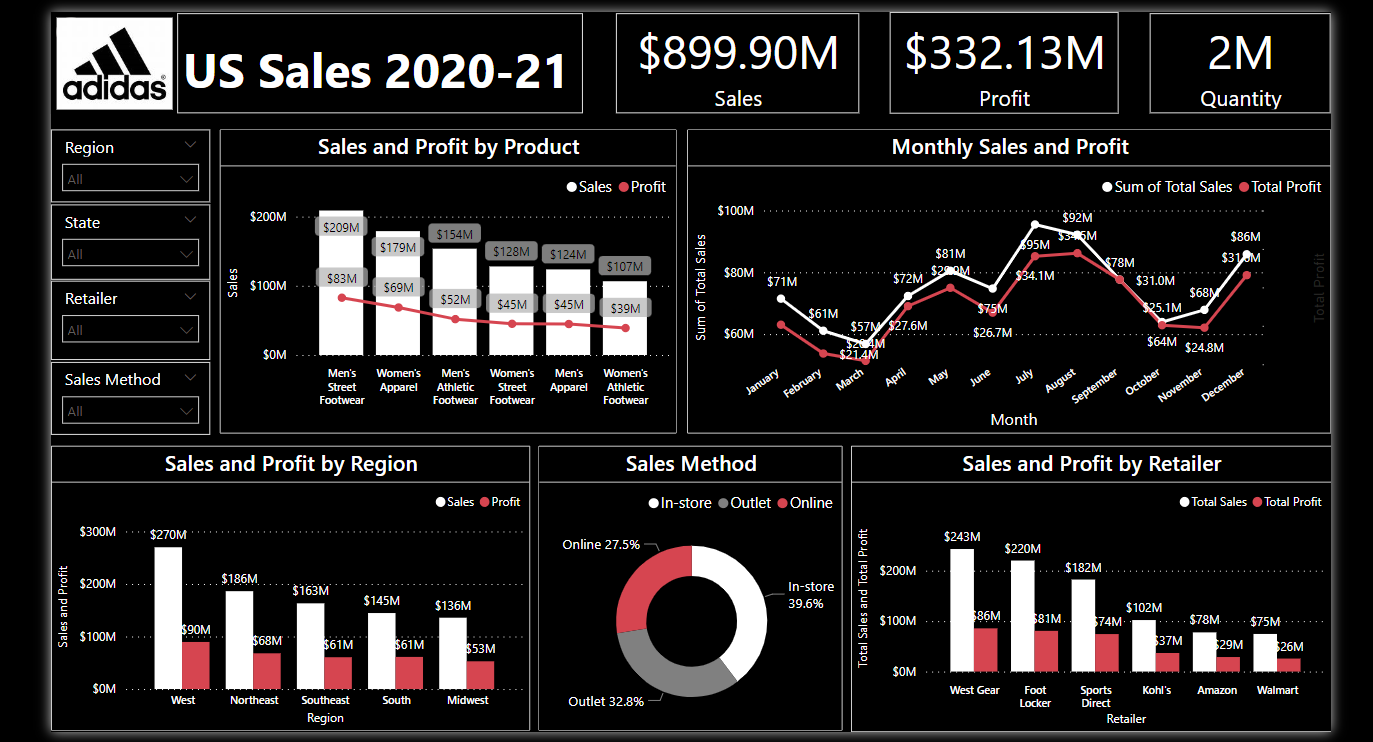 adidas
US Sales 2020-21
$899.90M
Sales
$332.13M
Profit
2M
Quantity
Region
All
State
All
Retailer
All
Sales Method
All
Sales and Profit by Product
Sales Profit
Sales
$200M
$100M
$0M
$209M
$179M
$154M
$128M
$124M
$107M
$83M
$69M
$52M
$45M
$45M
$39M
Men's Street Footwear
Women's Apparel
Men's Athletic Footwear
Women's Street Footwear
Men's Apparel
Women's Athletic Footwear
Monthly Sales and Profit
Sum of Total Sales Total Profit
Sum of Total Sales
Total Profit
$100M
$80M
$60M
$71M
$61M
$57M
$72M
$81M
$75M
$95M
$92M
$78M
$64M
$68M
$86M
$21.4M
$27.6M
$26.7M
$34.1M
$31.0M
$25.1M
$24.8M
January
February
March
April
May
June
July
August
September
October
November
December
Month
Sales and Profit by Region
Sales Profit
Sales and Profit
$300M
$200M
$100M
$0M
$270M
$186M
$163M
$145M
$136M
$90M
$68M
$61M
$61M
$53M
West
Northeast
Southeast
South
Midwest
Region
Sales Method
In-store Outlet Online
Online 27.5%
In-store
39.6%
Outlet 32.8%
Sales and Profit by Retailer
Total Sales Total Profit
Total Sales and Total Profit
$200M
$100M
$0M
$243M
$220M
$182M
$102M
$78M
$75M
$86M
$81M
$74M
$37M
$29M
$26M
West Gear
Foot Locker
Sports Direct
Kohl's
Amazon
Walmart
Retailer